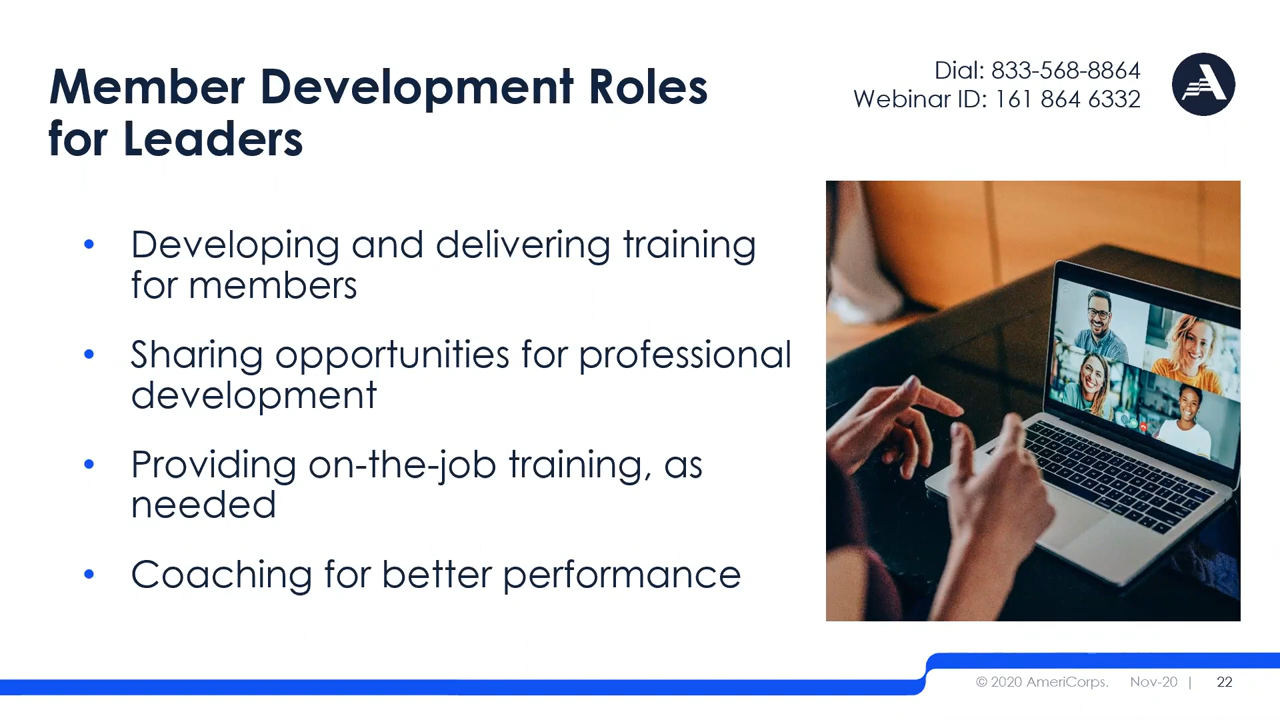 Member Development Roles
for Leaders
Dial: 833-568-8864
Webinar ID: 161 864 6332
• Developing and delivering training
for members
• Sharing opportunities for professional
development
• Providing on-the-job training, as
needed
• Coaching for better performance
© 2020 AmeriCorps. Nov-20 | 22